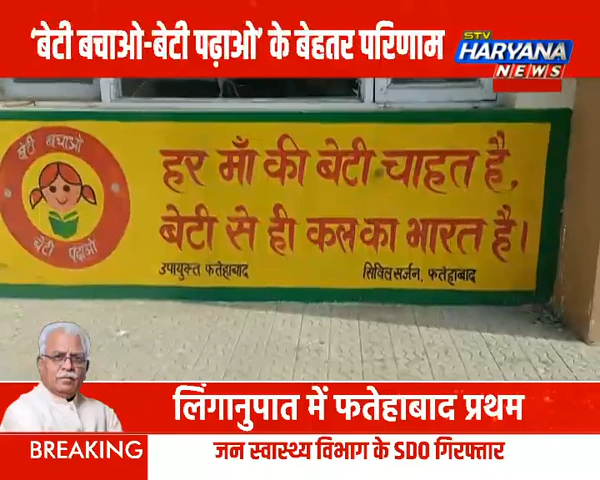 ‘बेटी बचाओ-बेटी पढ़ाओ’ के बेहतर परिणाम
STV
HARYANA
NEWS
बेटी बचाओ
बेटी पढ़ाओ
हर माँ की बेटी चाहत है,
बेटी से ही कल का भारत है।
उपायुक्त फतेहाबाद
सिविल सर्जन, फतेहाबाद
लिंगानुपात में फतेहाबाद प्रथम
BREAKING
जन स्वास्थ्य विभाग के SDO गिरफ्तार